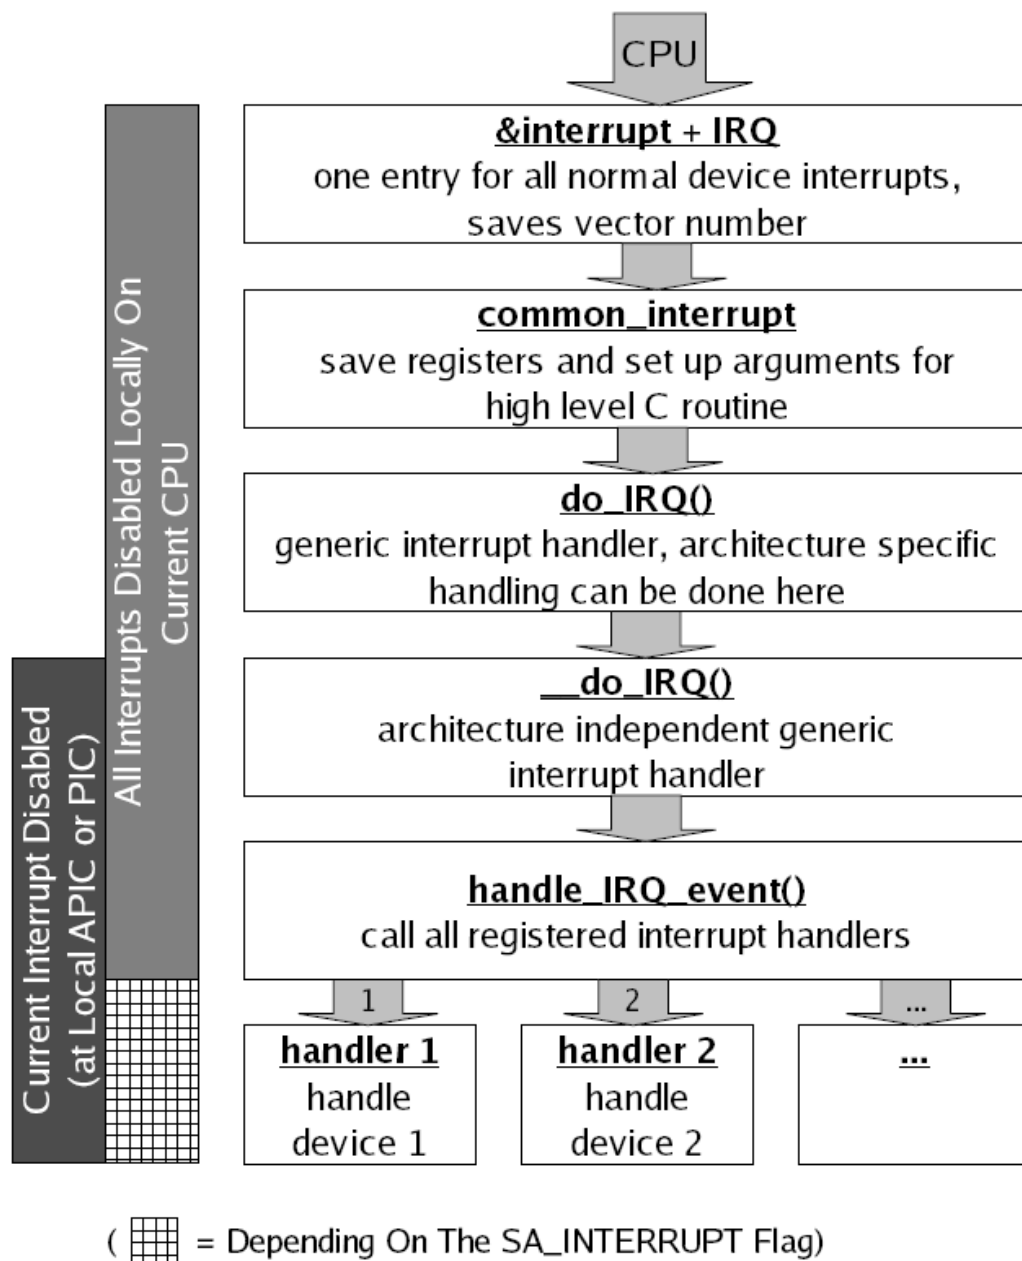 CPU
&interrupt + IRQ
one entry for all normal device interrupts,
saves vector number
common_interrupt
save registers and set up arguments for
high level C routine
do_IRQ()
generic interrupt handler, architecture specific
handling can be done here
__do_IRQ()
architecture independent generic
interrupt handler
handle_IRQ_event()
call all registered interrupt handlers
1
2
...
handler 1
handle
device 1
handler 2
handle
device 2
...
All Interrupts Disabled Locally On
Current CPU
Current Interrupt Disabled
(at Local APIC or PIC)
( = Depending On The SA_INTERRUPT Flag)